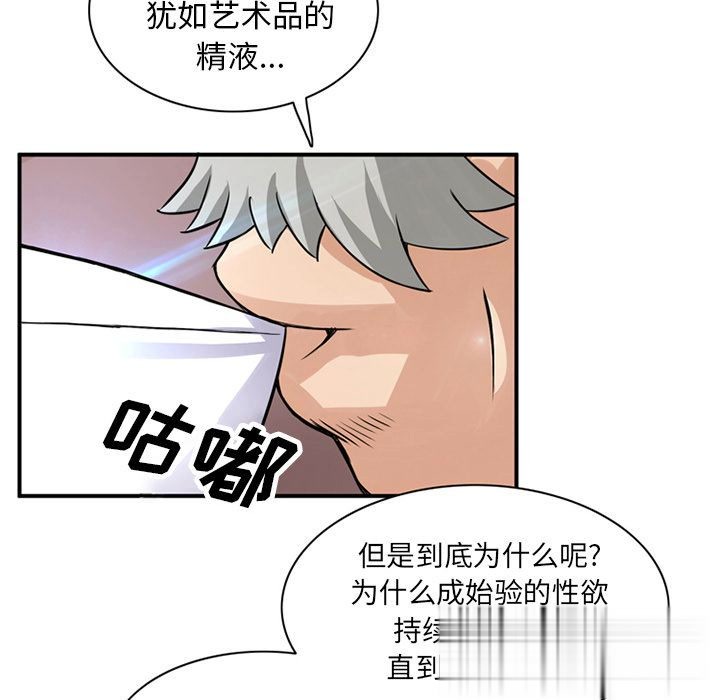 犹如艺术品的
精液...
咕嘟
但是到底为什么呢?
为什么成始验的性欲
持续
直到